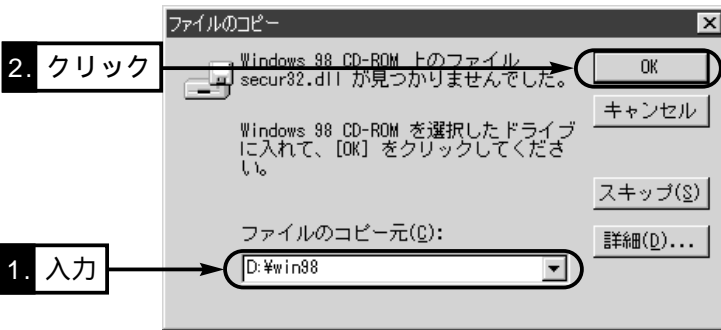 ファイルのコピー
2. クリック
Windows 98 CD-ROM 上のファイル
secur32.dll が見つかりませんでした。
Windows 98 CD-ROM を選択したドライブ
に入れて、[OK] をクリックしてくださ
い。
OK
キャンセル
スキップ(S)
詳細(D)...
ファイルのコピー元(C):
1. 入力
D:¥win98